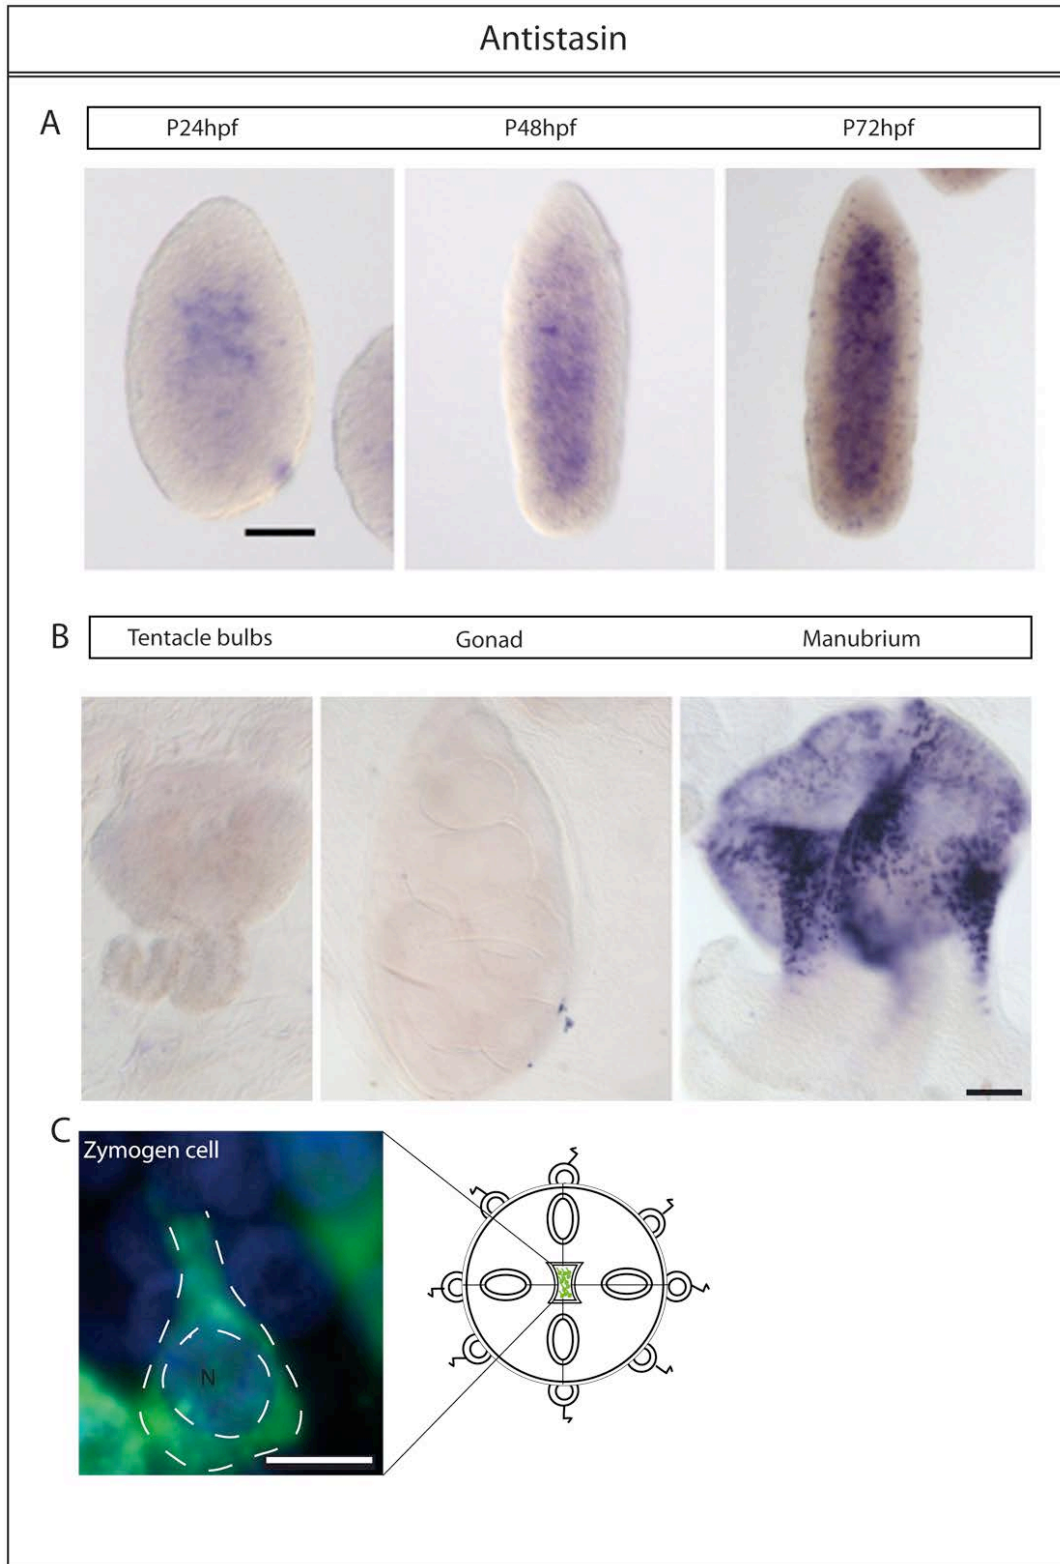 Antistasin
A
P24hpf P48hpf P72hpf
B
Tentacle bulbs Gonad Manubrium
C
Zymogen cell
N